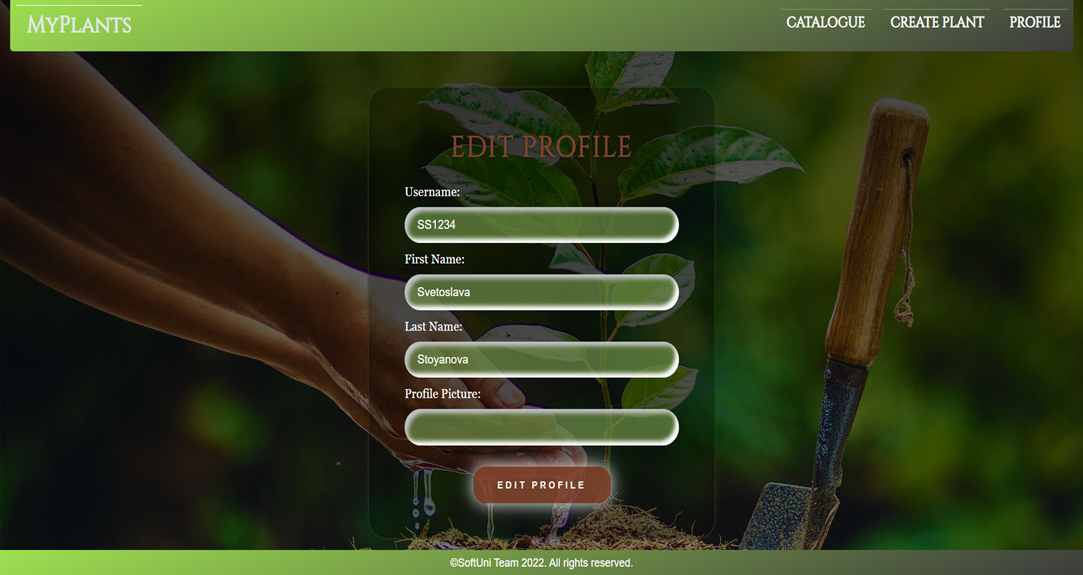 MyPlants
CATALOGUE CREATE PLANT PROFILE
EDIT PROFILE
Username:
SS1234
First Name:
Svetoslava
Last Name:
Stoyanova
Profile Picture:
EDIT PROFILE
©SoftUni Team 2022. All rights reserved.